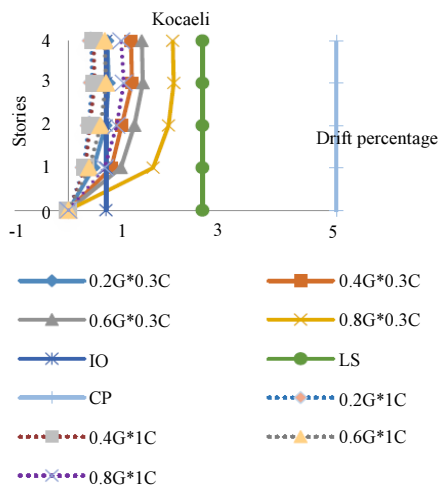 Kocaeli
4
3
2
1
0
Stories
Drift percentage
-1 1 3 5
0.2G*0.3C 0.4G*0.3C
0.6G*0.3C 0.8G*0.3C
IO LS
CP 0.2G*1C
0.4G*1C 0.6G*1C
0.8G*1C